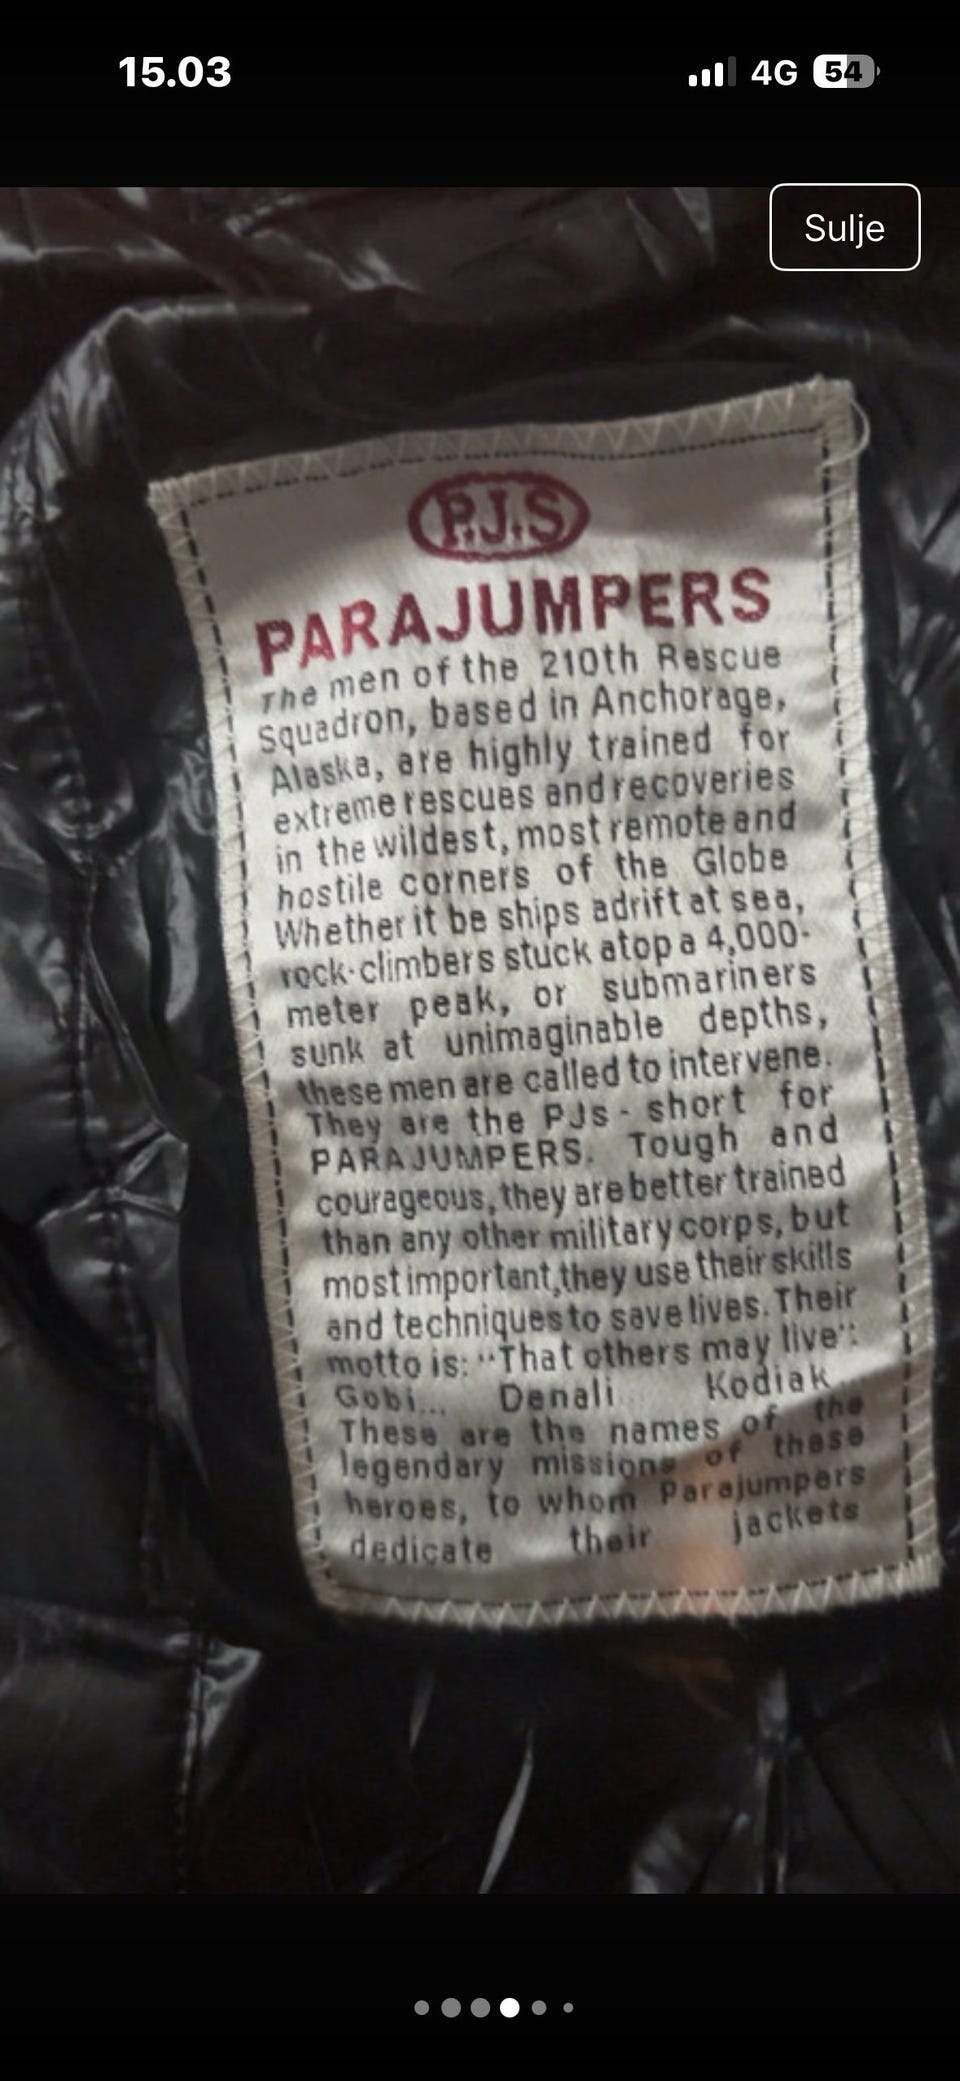 15.03
4G
54
Sulje
P.J.S
PARAJUMPERS
The men of the 210th Rescue
Squadron, based in Anchorage,
Alaska, are highly trained for
extreme rescues and recoveries
in the wildest, most remote and
hostile corners of the Globe
Whether it be ships adrift at sea,
rock-climbers stuck atop a 4,000-
meter peak, or submariners
sunk at unimaginable depths,
these men are called to intervene.
They are the PJs - short for
PARAJUMPERS. Tough and
courageous, they are better trained
than any other military corps, but
most important,they use their skills
and techniques to save lives. Their
motto is: "That others may live":
Gobi... Denali... Kodiak
These are the names of the
legendary missions of these
heroes, to whom Parajumpers
dedicate their jackets